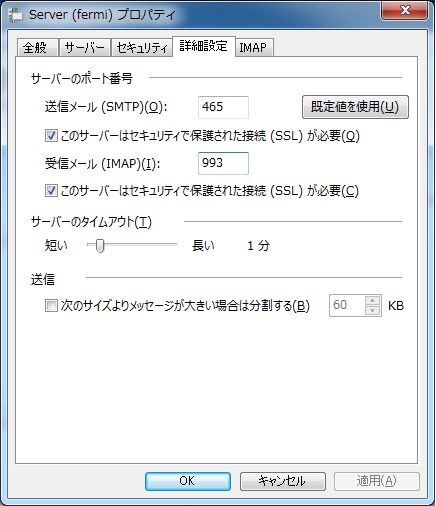 Server (fermi) プロパティ
全般 サーバー セキュリティ 詳細設定 IMAP
サーバーのポート番号
送信メール (SMTP)(O): 465 既定値を使用(U)
このサーバーはセキュリティで保護された接続 (SSL) が必要(Q)
受信メール (IMAP)(I): 993
このサーバーはセキュリティで保護された接続 (SSL) が必要(C)
サーバーのタイムアウト(T)
短い 長い 1 分
送信
次のサイズよりメッセージが大きい場合は分割する(B) 60 KB
OK キャンセル 適用(A)